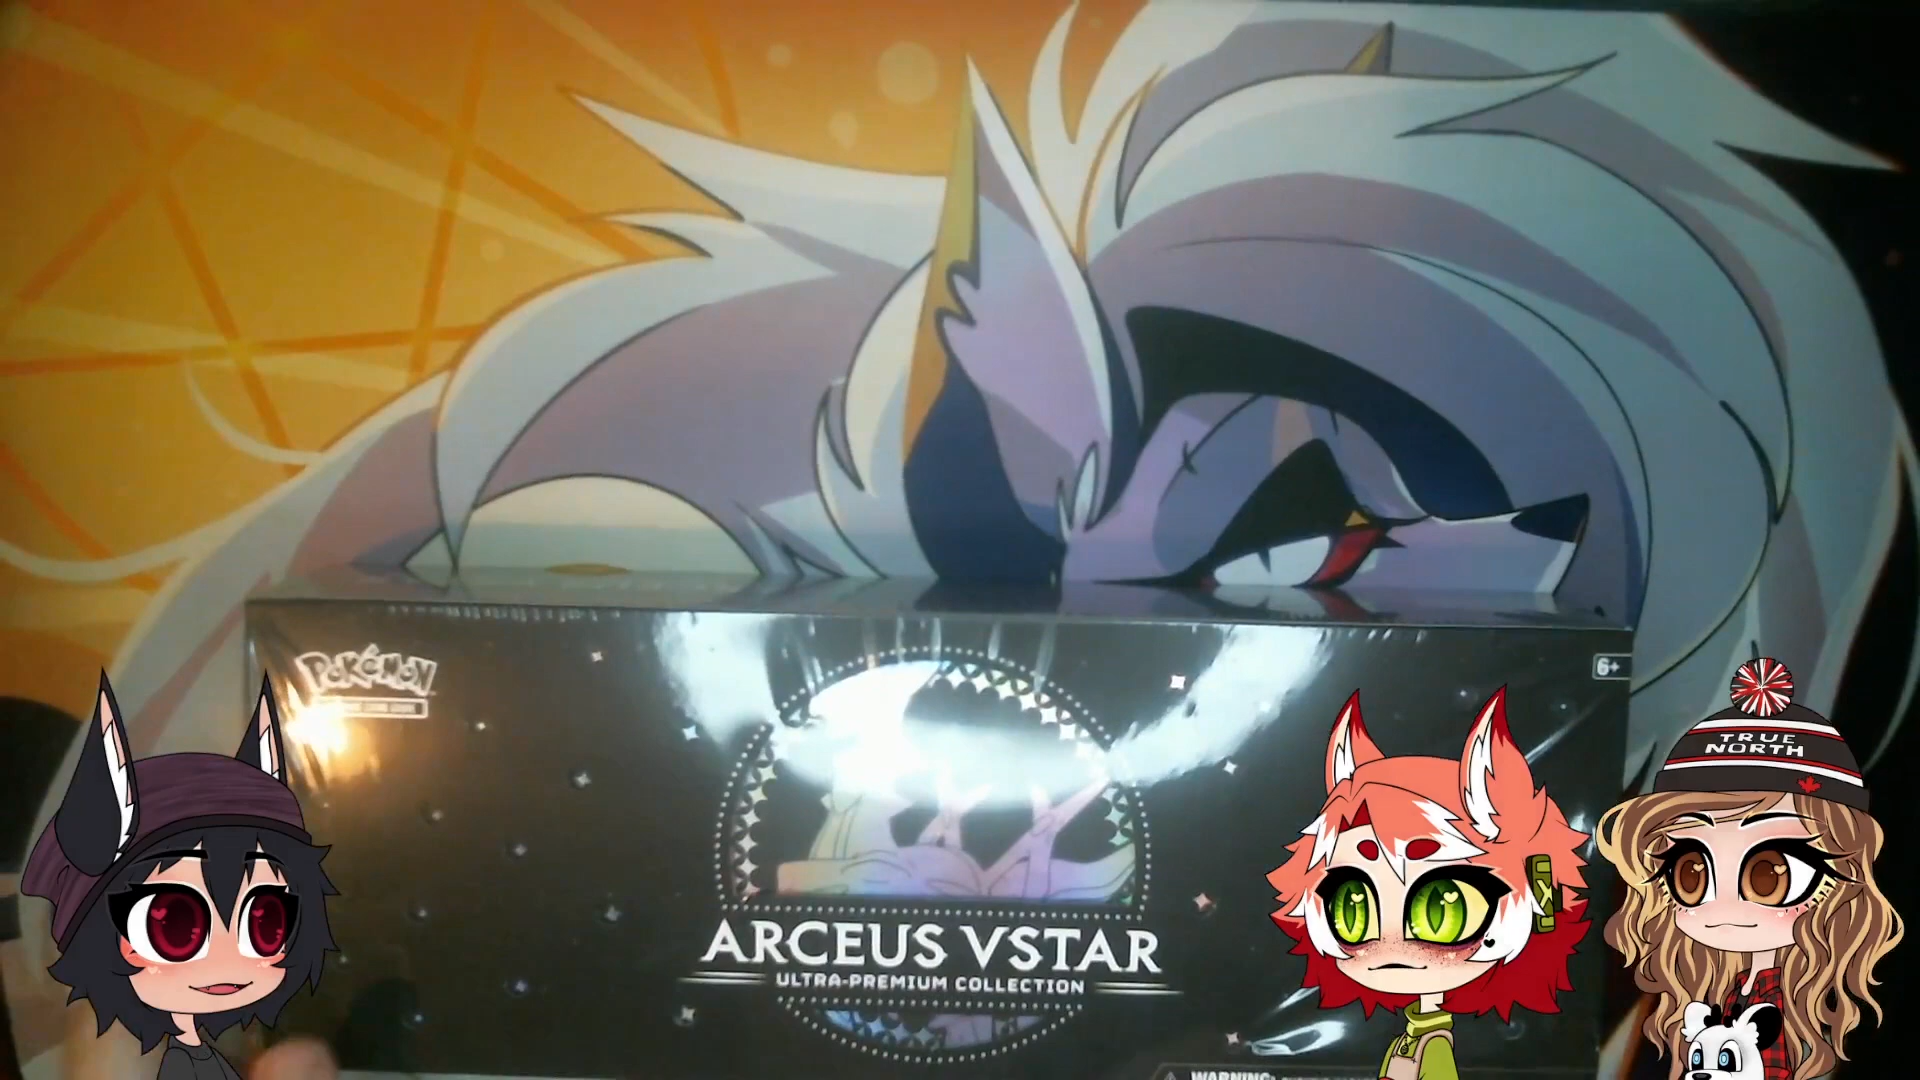 POKÉMON
6+
TRUE
NORTH
ARCEUS VSTAR
ULTRA-PREMIUM COLLECTION
WARNING: